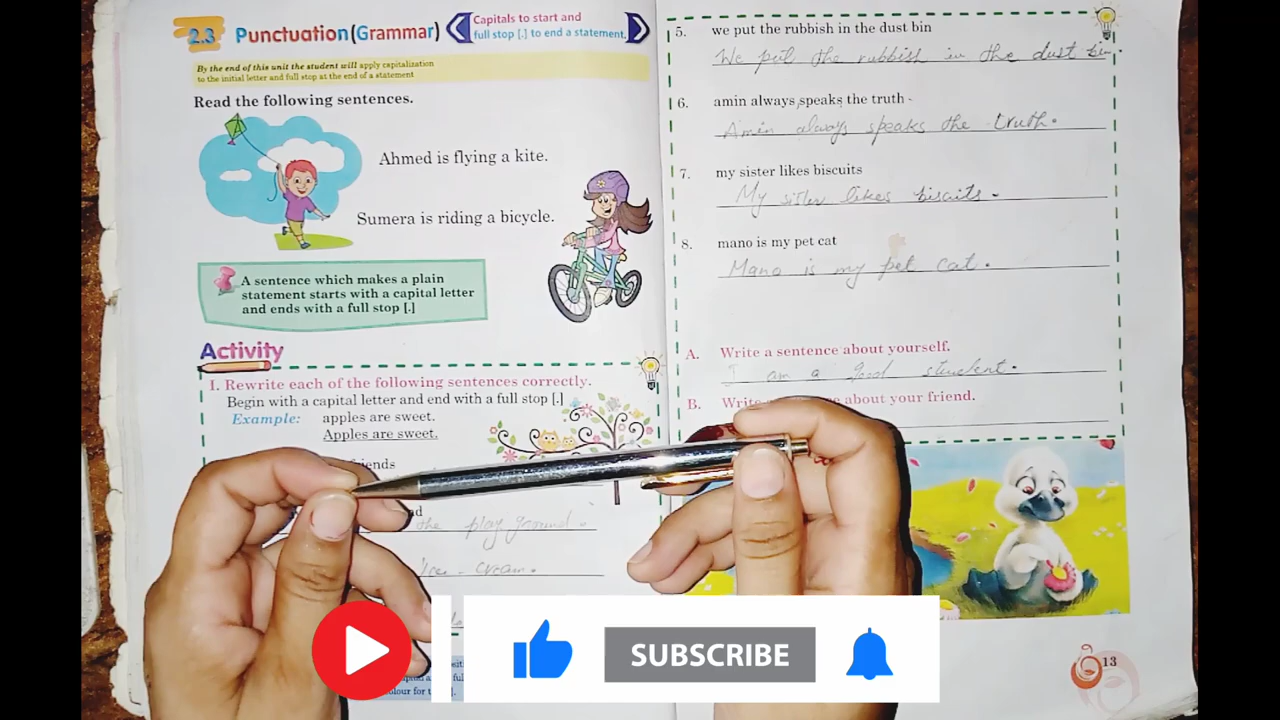 2.3 Punctuation (Grammar)
Capitals to start and
full stop [.] to end a statement.
By the end of this unit the student will apply capitalization
to the initial letter and full stop at the end of a statement
Read the following sentences.
Ahmed is flying a kite.
Sumera is riding a bicycle.
A sentence which makes a plain
statement starts with a capital letter
and ends with a full stop [.]
Activity
I. Rewrite each of the following sentences correctly.
Begin with a capital letter and end with a full stop [.]
Example: apples are sweet.
Apples are sweet.
the play ground.
ice-cream.
colour for
5. we put the rubbish in the dust bin
We put the rubbish in the dust bin.
6. amin always speaks the truth
Amin always speaks the truth.
7. my sister likes biscuits
My sister likes biscuits.
8. mano is my pet cat
Mano is my pet cat.
A. Write a sentence about yourself.
I am a good student.
B. about your friend.
13
SUBSCRIBE